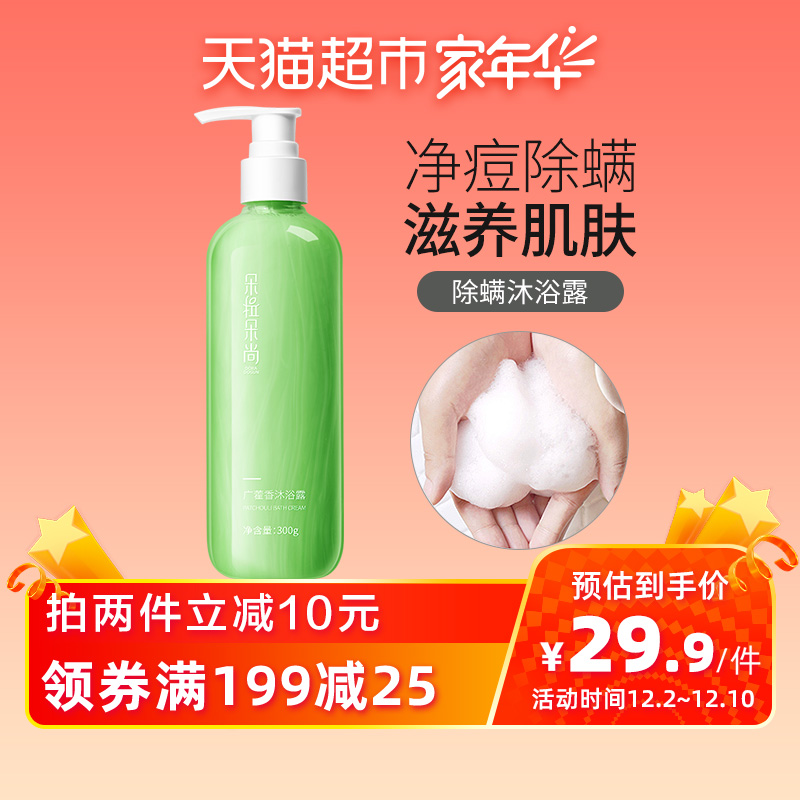 天猫超市家年华
净痘除螨
滋养肌肤
除螨沐浴露
朵拉朵尚
广藿香沐浴露
PATCHOULI BATH CREAM
净含量:300g
拍两件立减10元
领券满199减25
预估到手价
¥29.9/件
活动时间12.2~12.10